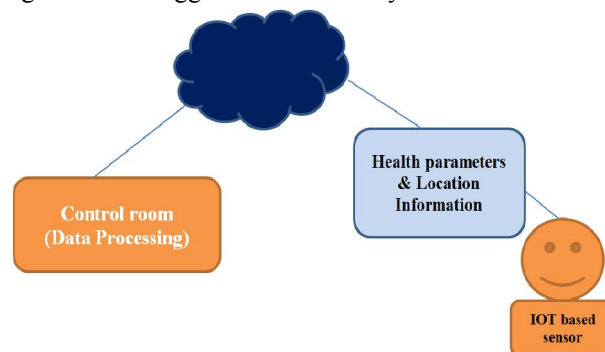 Health parameters
& Location
Information
Control room
(Data Processing)
IOT based
sensor